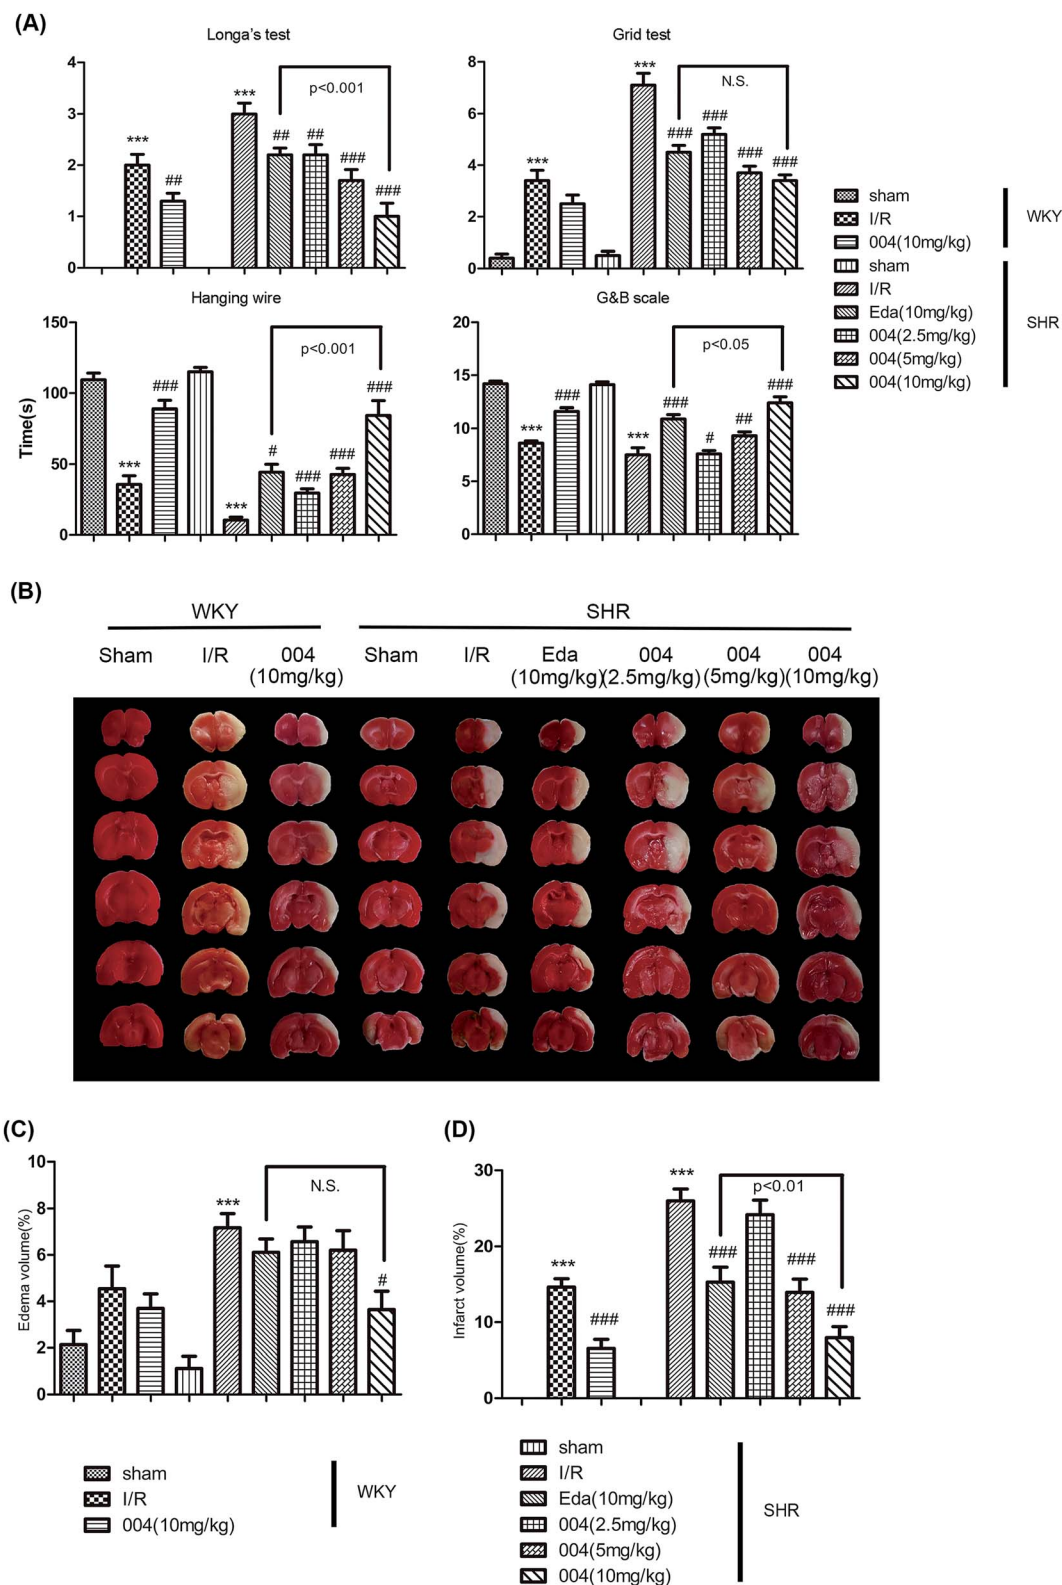 (A)
Longa's test
4
3
2
1
0
***
##
***
##
##
###
###
p<0.001
Grid test
8
6
4
2
0
***
***
###
###
###
###
N.S.
Hanging wire
Time(s)
150
100
50
0
***
###
***
#
###
###
###
p<0.001
G&B scale
20
15
10
5
0
***
###
***
###
#
##
###
p<0.05
sham
I/R
004(10mg/kg)
WKY
sham
I/R
Eda(10mg/kg)
004(2.5mg/kg)
004(5mg/kg)
004(10mg/kg)
SHR
(B)
WKY SHR
Sham I/R 004 Sham I/R Eda 004 004 004
(10mg/kg) (10mg/kg)(2.5mg/kg)(5mg/kg)(10mg/kg)
(C)
Edema volume(%)
10
8
6
4
2
0
***
#
N.S.
(D)
Infarct volume(%)
30
20
10
0
***
###
***
###
###
###
p<0.01
sham
I/R
004(10mg/kg)
WKY
sham
I/R
Eda(10mg/kg)
004(2.5mg/kg)
004(5mg/kg)
004(10mg/kg)
SHR